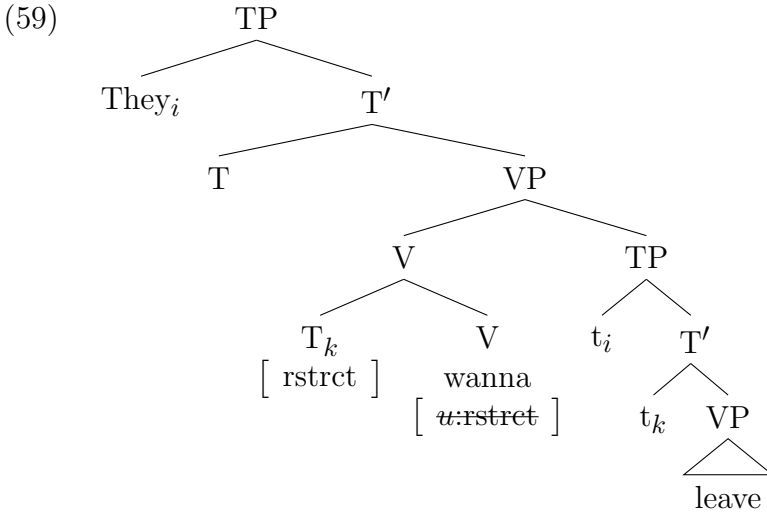 (59) TP
They_i T′
T VP
V TP
T_k V t_i T′
[ rstrct ] wanna t_k VP
[ u:rstrct ]
leave